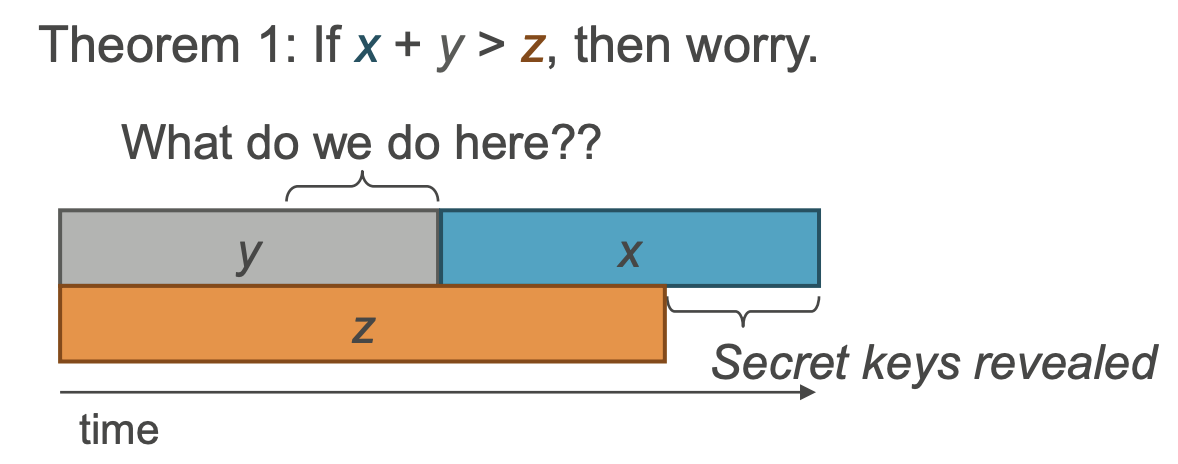 Theorem 1: If x + y > z, then worry.
What do we do here??
y
x
z
Secret keys revealed
time